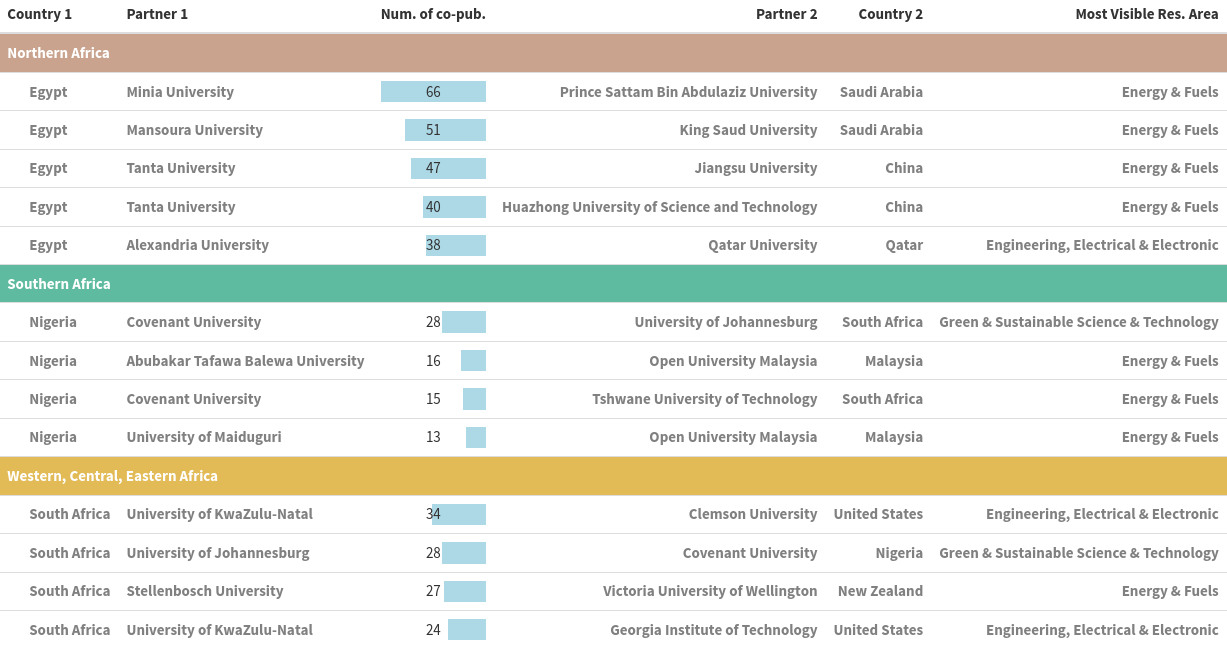 Country 1 Partner 1 Num. of co-pub. Partner 2 Country 2 Most Visible Res. Area
Northern Africa
Egypt Minia University 66 Prince Sattam Bin Abdulaziz University Saudi Arabia Energy & Fuels
Egypt Mansoura University 51 King Saud University Saudi Arabia Energy & Fuels
Egypt Tanta University 47 Jiangsu University China Energy & Fuels
Egypt Tanta University 40 Huazhong University of Science and Technology China Energy & Fuels
Egypt Alexandria University 38 Qatar University Qatar Engineering, Electrical & Electronic
Southern Africa
Nigeria Covenant University 28 University of Johannesburg South Africa Green & Sustainable Science & Technology
Nigeria Abubakar Tafawa Balewa University 16 Open University Malaysia Malaysia Energy & Fuels
Nigeria Covenant University 15 Tshwane University of Technology South Africa Energy & Fuels
Nigeria University of Maiduguri 13 Open University Malaysia Malaysia Energy & Fuels
Western, Central, Eastern Africa
South Africa University of KwaZulu-Natal 34 Clemson University United States Engineering, Electrical & Electronic
South Africa University of Johannesburg 28 Covenant University Nigeria Green & Sustainable Science & Technology
South Africa Stellenbosch University 27 Victoria University of Wellington New Zealand Energy & Fuels
South Africa University of KwaZulu-Natal 24 Georgia Institute of Technology United States Engineering, Electrical & Electronic